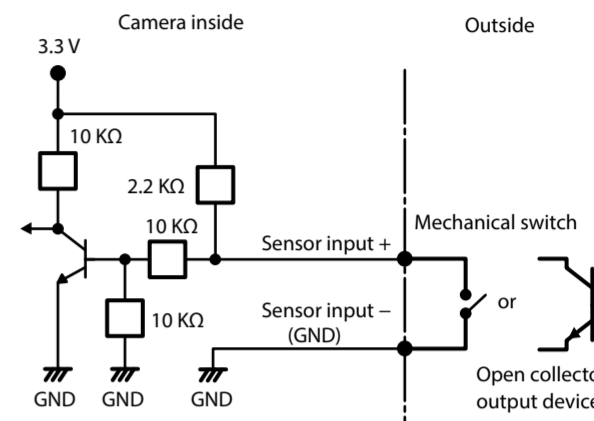 Camera inside
Outside
3.3 V
10 KΩ
2.2 KΩ
10 KΩ
Mechanical switch
Sensor input +
or
Sensor input −
(GND)
10 KΩ
Open collecto
output device
GND
GND
GND